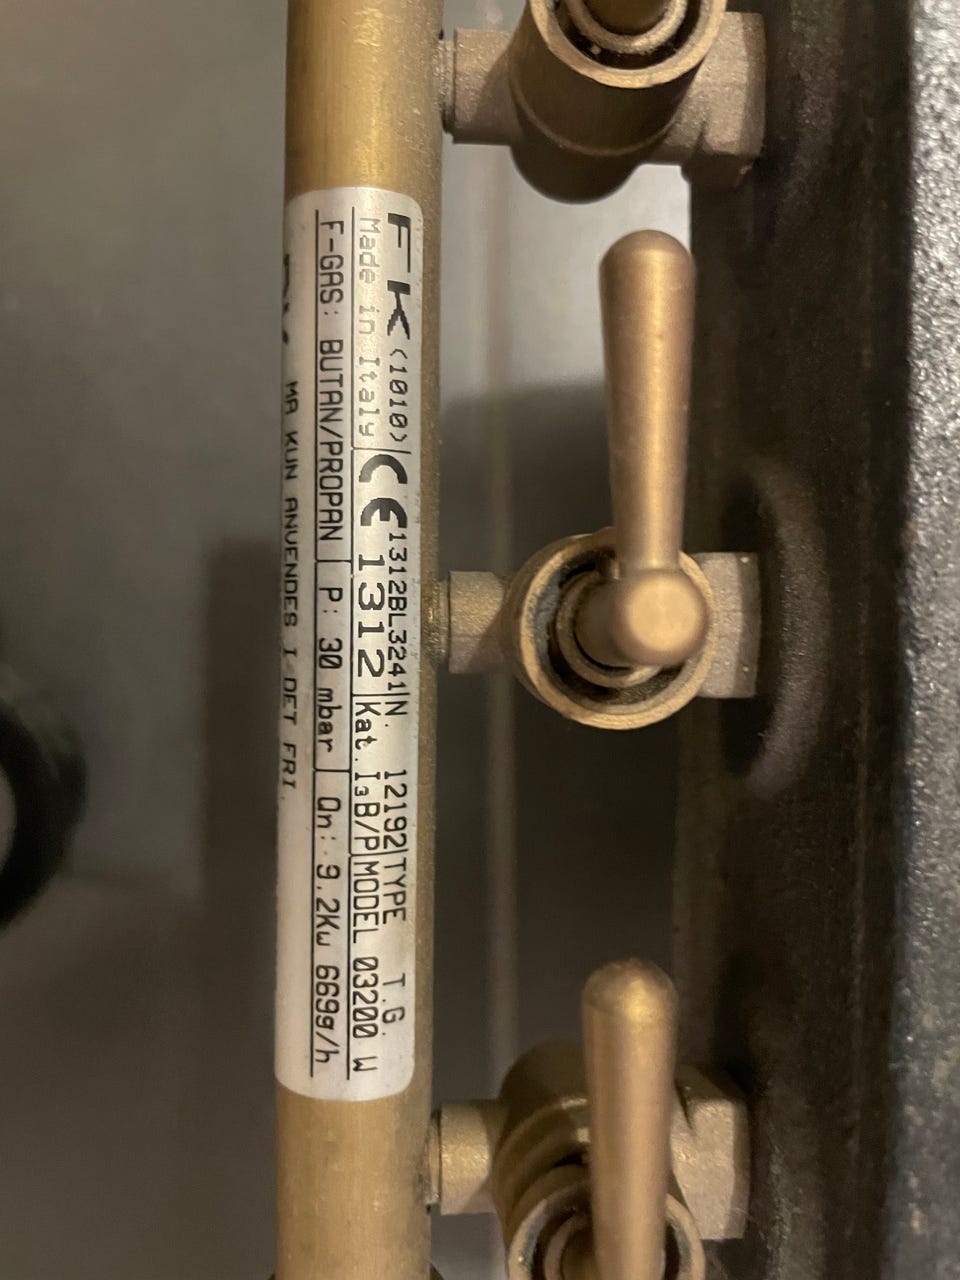 FK (1010) CE 1312BL3241 N. 12192 TYPE T.G.
Made in Italy 1312 Kat. I₃B/P MODEL 03200 W
F-GAS: BUTAN/PROPAN P: 30 mbar Qn: 9.2Kw 669g/h
MA KUN ANVENDES I DET FRI.